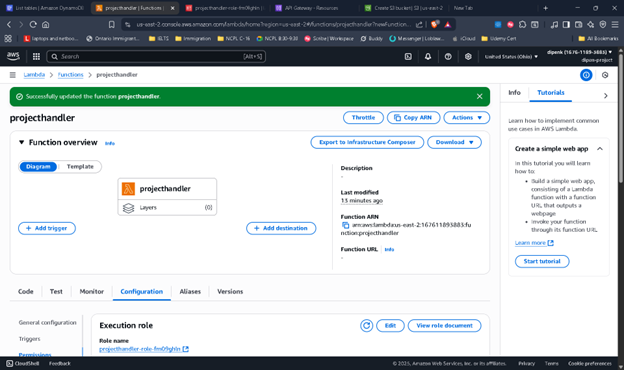 List tables | Amazon DynamoD
projecthandler | Functions |
projecthandler-role-fm09ghln |
API Gateway - Resources
Create S3 bucket | S3 | us-east-2
New Tab
us-east-2.console.aws.amazon.com/lambda/home?region=us-east-2#/functions/projecthandler?newFunction...
laptops and netboo...
Ontario Immigrant...
IELTS
Immigration
NCPL C-16
NCPL 8:30-9:30
Scribe | Workspace
Buddy
Messenger | Loblaw...
iCloud
Udemy Cert
All Bookmarks
aws
Search
[Alt+S]
United States (Ohio)
dipenk (1676-1189-3883)
dipen-project
Lambda
Functions
projecthandler
Successfully updated the function projecthandler.
projecthandler
Throttle
Copy ARN
Actions
Function overview
Info
Export to Infrastructure Composer
Download
Diagram
Template
projecthandler
Layers
(0)
+ Add trigger
+ Add destination
Description
-
Last modified
13 minutes ago
Function ARN
arn:aws:lambda:us-east-2:167611893883:fu
nction:projecthandler
Function URL Info
-
Code
Test
Monitor
Configuration
Aliases
Versions
General configuration
Triggers
Permissions
Execution role
Edit
View role document
Role name
projecthandler-role-fm09ghln
Info
Tutorials
Learn how to implement common
use cases in AWS Lambda.
Create a simple web app
In this tutorial you will learn
how to:
• Build a simple web app,
consisting of a Lambda
function with a function
URL that outputs a
webpage
• Invoke your function
through its function URL
Learn more
Start tutorial
CloudShell
Feedback
© 2025, Amazon Web Services, Inc. or its affiliates.
Privacy
Terms
Cookie preferences